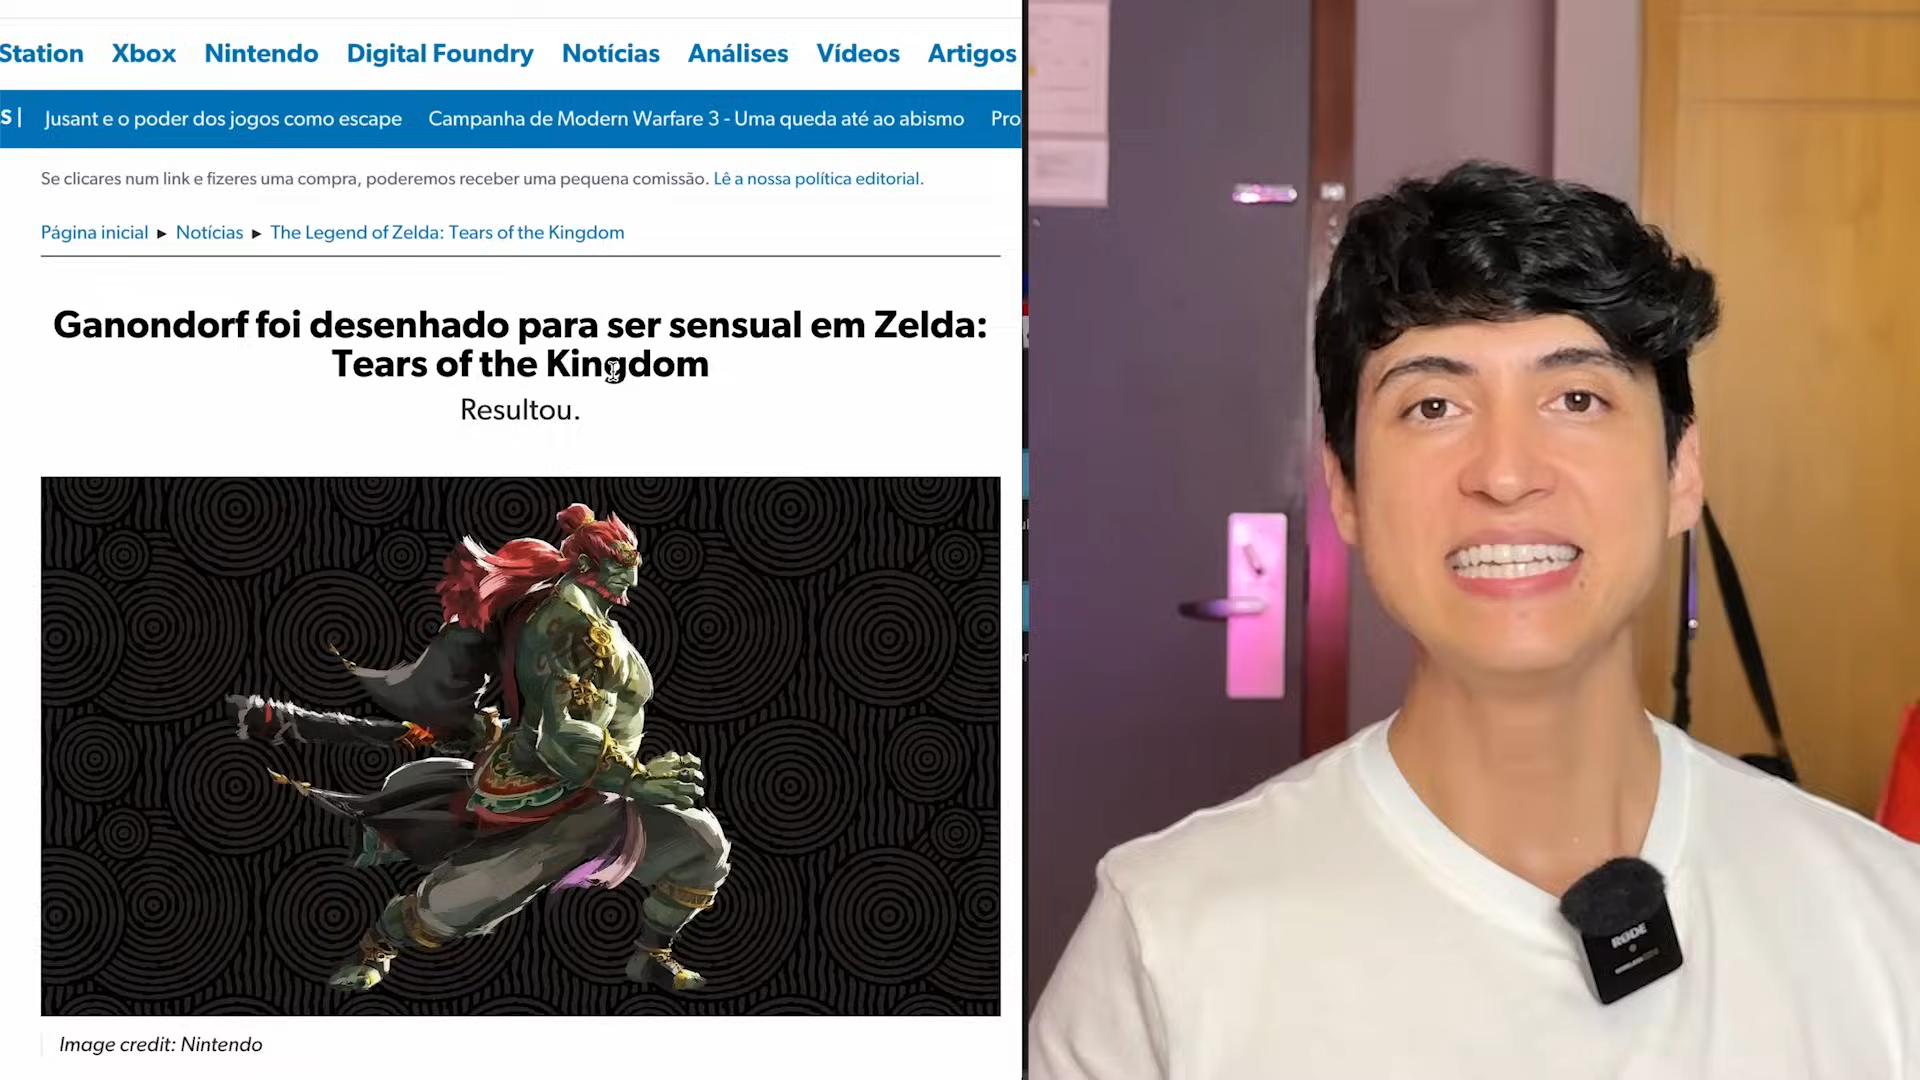 Station Xbox Nintendo Digital Foundry Notícias Análises Vídeos Artigos
S | Jusant e o poder dos jogos como escape Campanha de Modern Warfare 3 - Uma queda até ao abismo Pro
Se clicares num link e fizeres uma compra, poderemos receber uma pequena comissão. Lê a nossa política editorial.
Página inicial ▸ Notícias ▸ The Legend of Zelda: Tears of the Kingdom
Ganondorf foi desenhado para ser sensual em Zelda:
Tears of the Kingdom
Resultou.
Image credit: Nintendo
RØDE